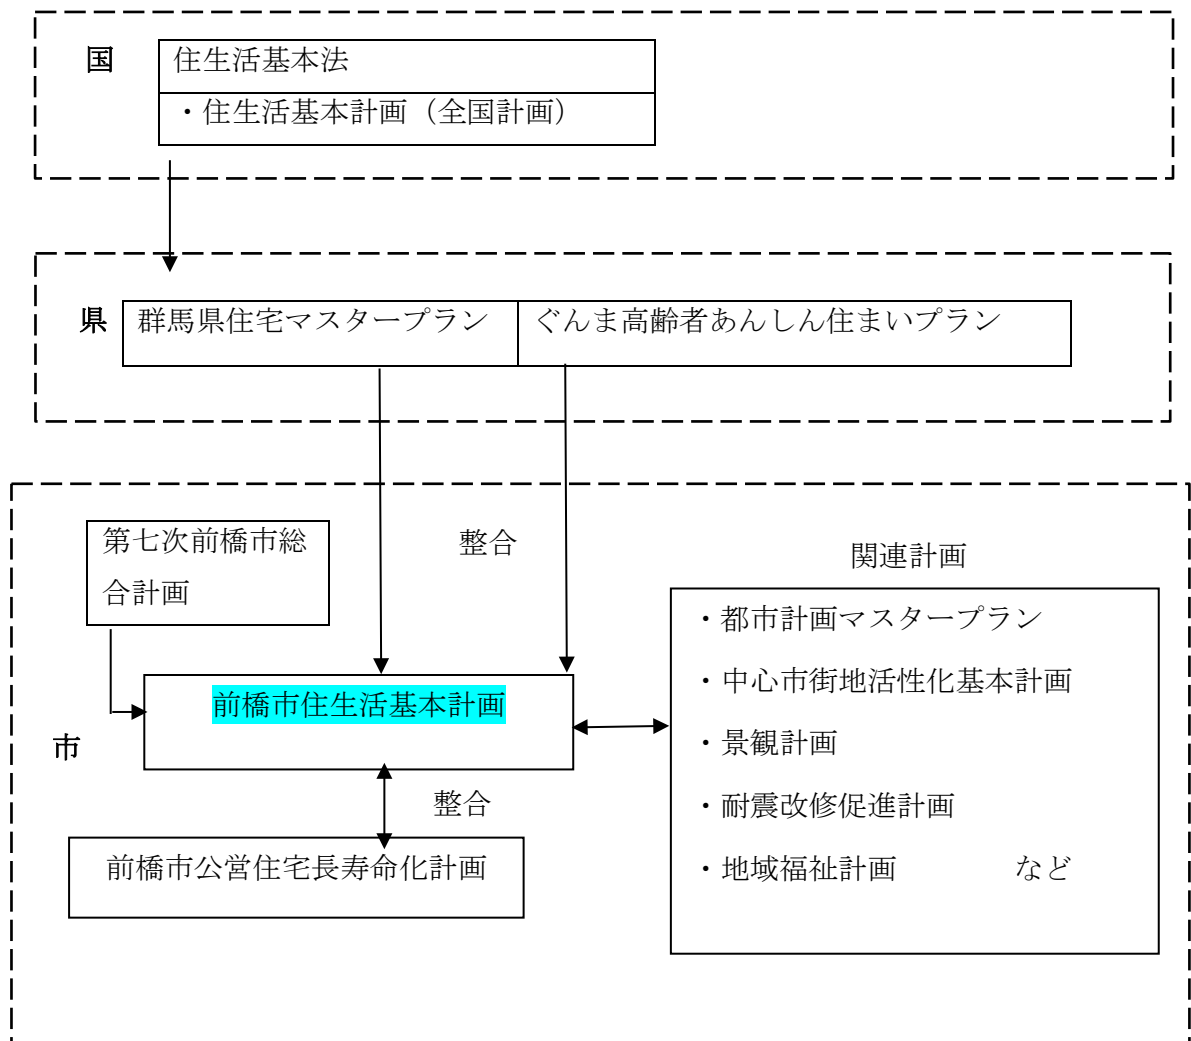 国
住生活基本法
・住生活基本計画（全国計画）
県
群馬県住宅マスタープラン
ぐんま高齢者あんしん住まいプラン
第七次前橋市総
合計画
整合
関連計画
・都市計画マスタープラン
・中心市街地活性化基本計画
・景観計画
・耐震改修促進計画
・地域福祉計画　　　　など
前橋市住生活基本計画
市
整合
前橋市公営住宅長寿命化計画